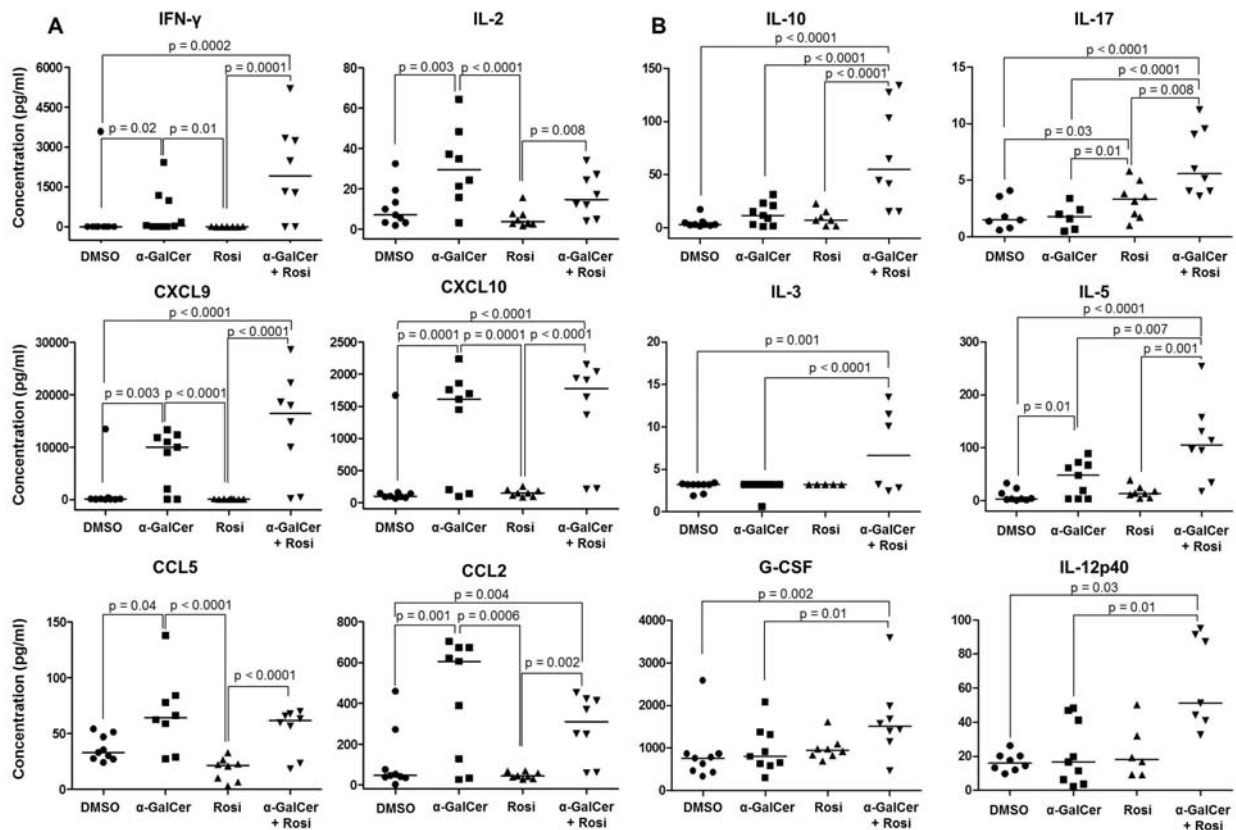 A
IFN-γ
p = 0.0002
p = 0.0001
p = 0.02
p = 0.01
Concentration (pg/ml)
6000
4500
3000
1500
0
DMSO
α-GalCer
Rosi
α-GalCer
+ Rosi
IL-2
p = 0.003
p < 0.0001
p = 0.008
60
40
20
0
DMSO
α-GalCer
Rosi
α-GalCer
+ Rosi
B
IL-10
p < 0.0001
p < 0.0001
p < 0.0001
150
100
50
0
DMSO
α-GalCer
Rosi
α-GalCer
+ Rosi
IL-17
p < 0.0001
p < 0.0001
p = 0.008
p = 0.03
p = 0.01
15
10
5
0
DMSO
α-GalCer
Rosi
α-GalCer
+ Rosi
CXCL9
p < 0.0001
p < 0.0001
p = 0.003
p < 0.0001
Concentration (pg/ml)
30000
20000
10000
0
DMSO
α-GalCer
Rosi
α-GalCer
+ Rosi
CXCL10
p < 0.0001
p = 0.0001
p = 0.0001
p < 0.0001
2500
2000
1500
1000
500
0
DMSO
α-GalCer
Rosi
α-GalCer
+ Rosi
IL-3
p = 0.001
p < 0.0001
20
15
10
5
0
DMSO
α-GalCer
Rosi
α-GalCer
+ Rosi
IL-5
p < 0.0001
p = 0.007
p = 0.001
p = 0.01
300
200
100
0
DMSO
α-GalCer
Rosi
α-GalCer
+ Rosi
CCL5
p = 0.04
p < 0.0001
p < 0.0001
Concentration (pg/ml)
150
100
50
0
DMSO
α-GalCer
Rosi
α-GalCer
+ Rosi
CCL2
p = 0.004
p = 0.001
p = 0.0006
p = 0.002
800
600
400
200
0
DMSO
α-GalCer
Rosi
α-GalCer
+ Rosi
G-CSF
p = 0.002
p = 0.01
4000
3000
2000
1000
0
DMSO
α-GalCer
Rosi
α-GalCer
+ Rosi
IL-12p40
p = 0.03
p = 0.01
100
80
60
40
20
0
DMSO
α-GalCer
Rosi
α-GalCer
+ Rosi